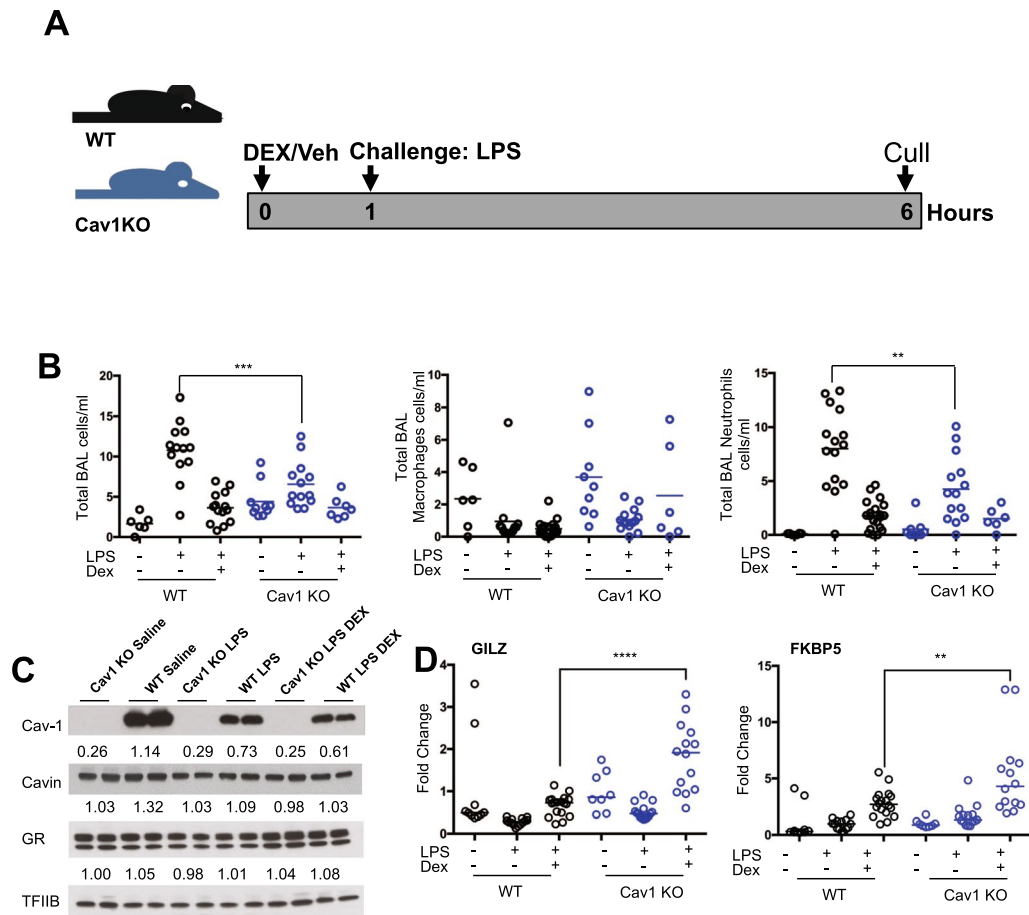 A
WT
Cav1KO
DEX/Veh Challenge: LPS Cull
0 1 6 Hours
B
Total BAL cells/ml
20
15
10
5
0
***
LPS - + + - + +
Dex - - + - - +
WT Cav1 KO
Total BAL
Macrophages cells/ml
10
8
6
4
2
0
LPS - + + - + +
Dex - - + - - +
WT Cav1 KO
Total BAL Neutrophils
cells/ml
15
10
5
0
**
LPS - + + - + +
Dex - - + - - +
WT Cav1 KO
C
Cav1 KO Saline
WT Saline
Cav1 KO LPS
WT LPS
Cav1 KO LPS DEX
WT LPS DEX
Cav-1
0.26 1.14 0.29 0.73 0.25 0.61
Cavin
1.03 1.32 1.03 1.09 0.98 1.03
GR
1.00 1.05 0.98 1.01 1.04 1.08
TFIIB
D
GILZ
Fold Change
4
3
2
1
0
****
LPS - + + - + +
Dex - - + - - +
WT Cav1 KO
FKBP5
Fold Change
15
10
5
0
**
LPS - + + - + +
Dex - - + - - +
WT Cav1 KO